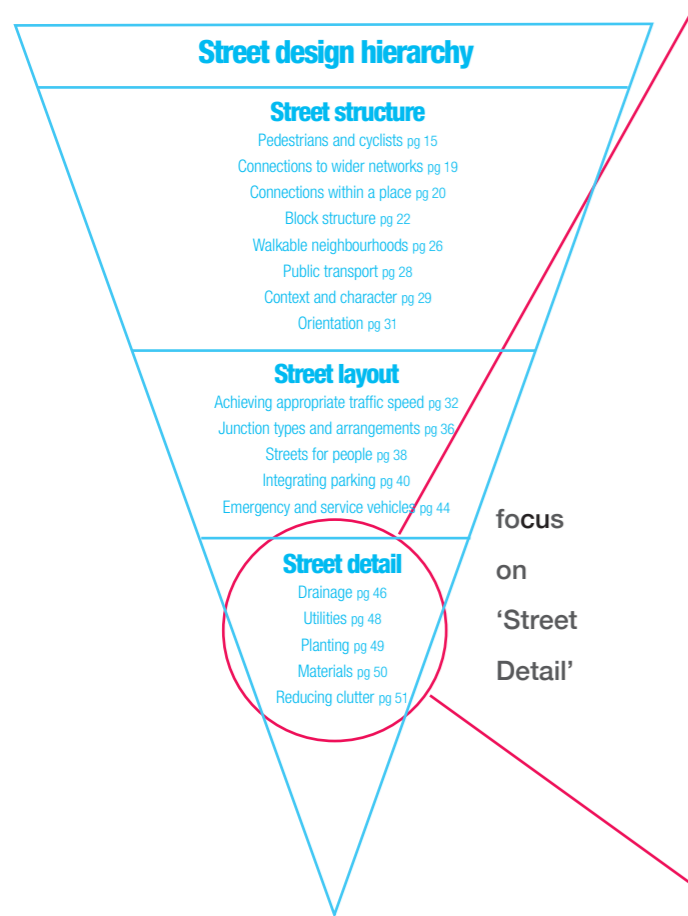 Street design hierarchy
Street structure
Pedestrians and cyclists pg 15
Connections to wider networks pg 19
Connections within a place pg 20
Block structure pg 22
Walkable neighbourhoods pg 26
Public transport pg 28
Context and character pg 29
Orientation pg 31
Street layout
Achieving appropriate traffic speed pg 32
Junction types and arrangements pg 36
Streets for people pg 38
Integrating parking pg 40
Emergency and service vehicles pg 44
Street detail
Drainage pg 46
Utilities pg 48
Planting pg 49
Materials pg 50
Reducing clutter pg 51
focus
on
‘Street
Detail’